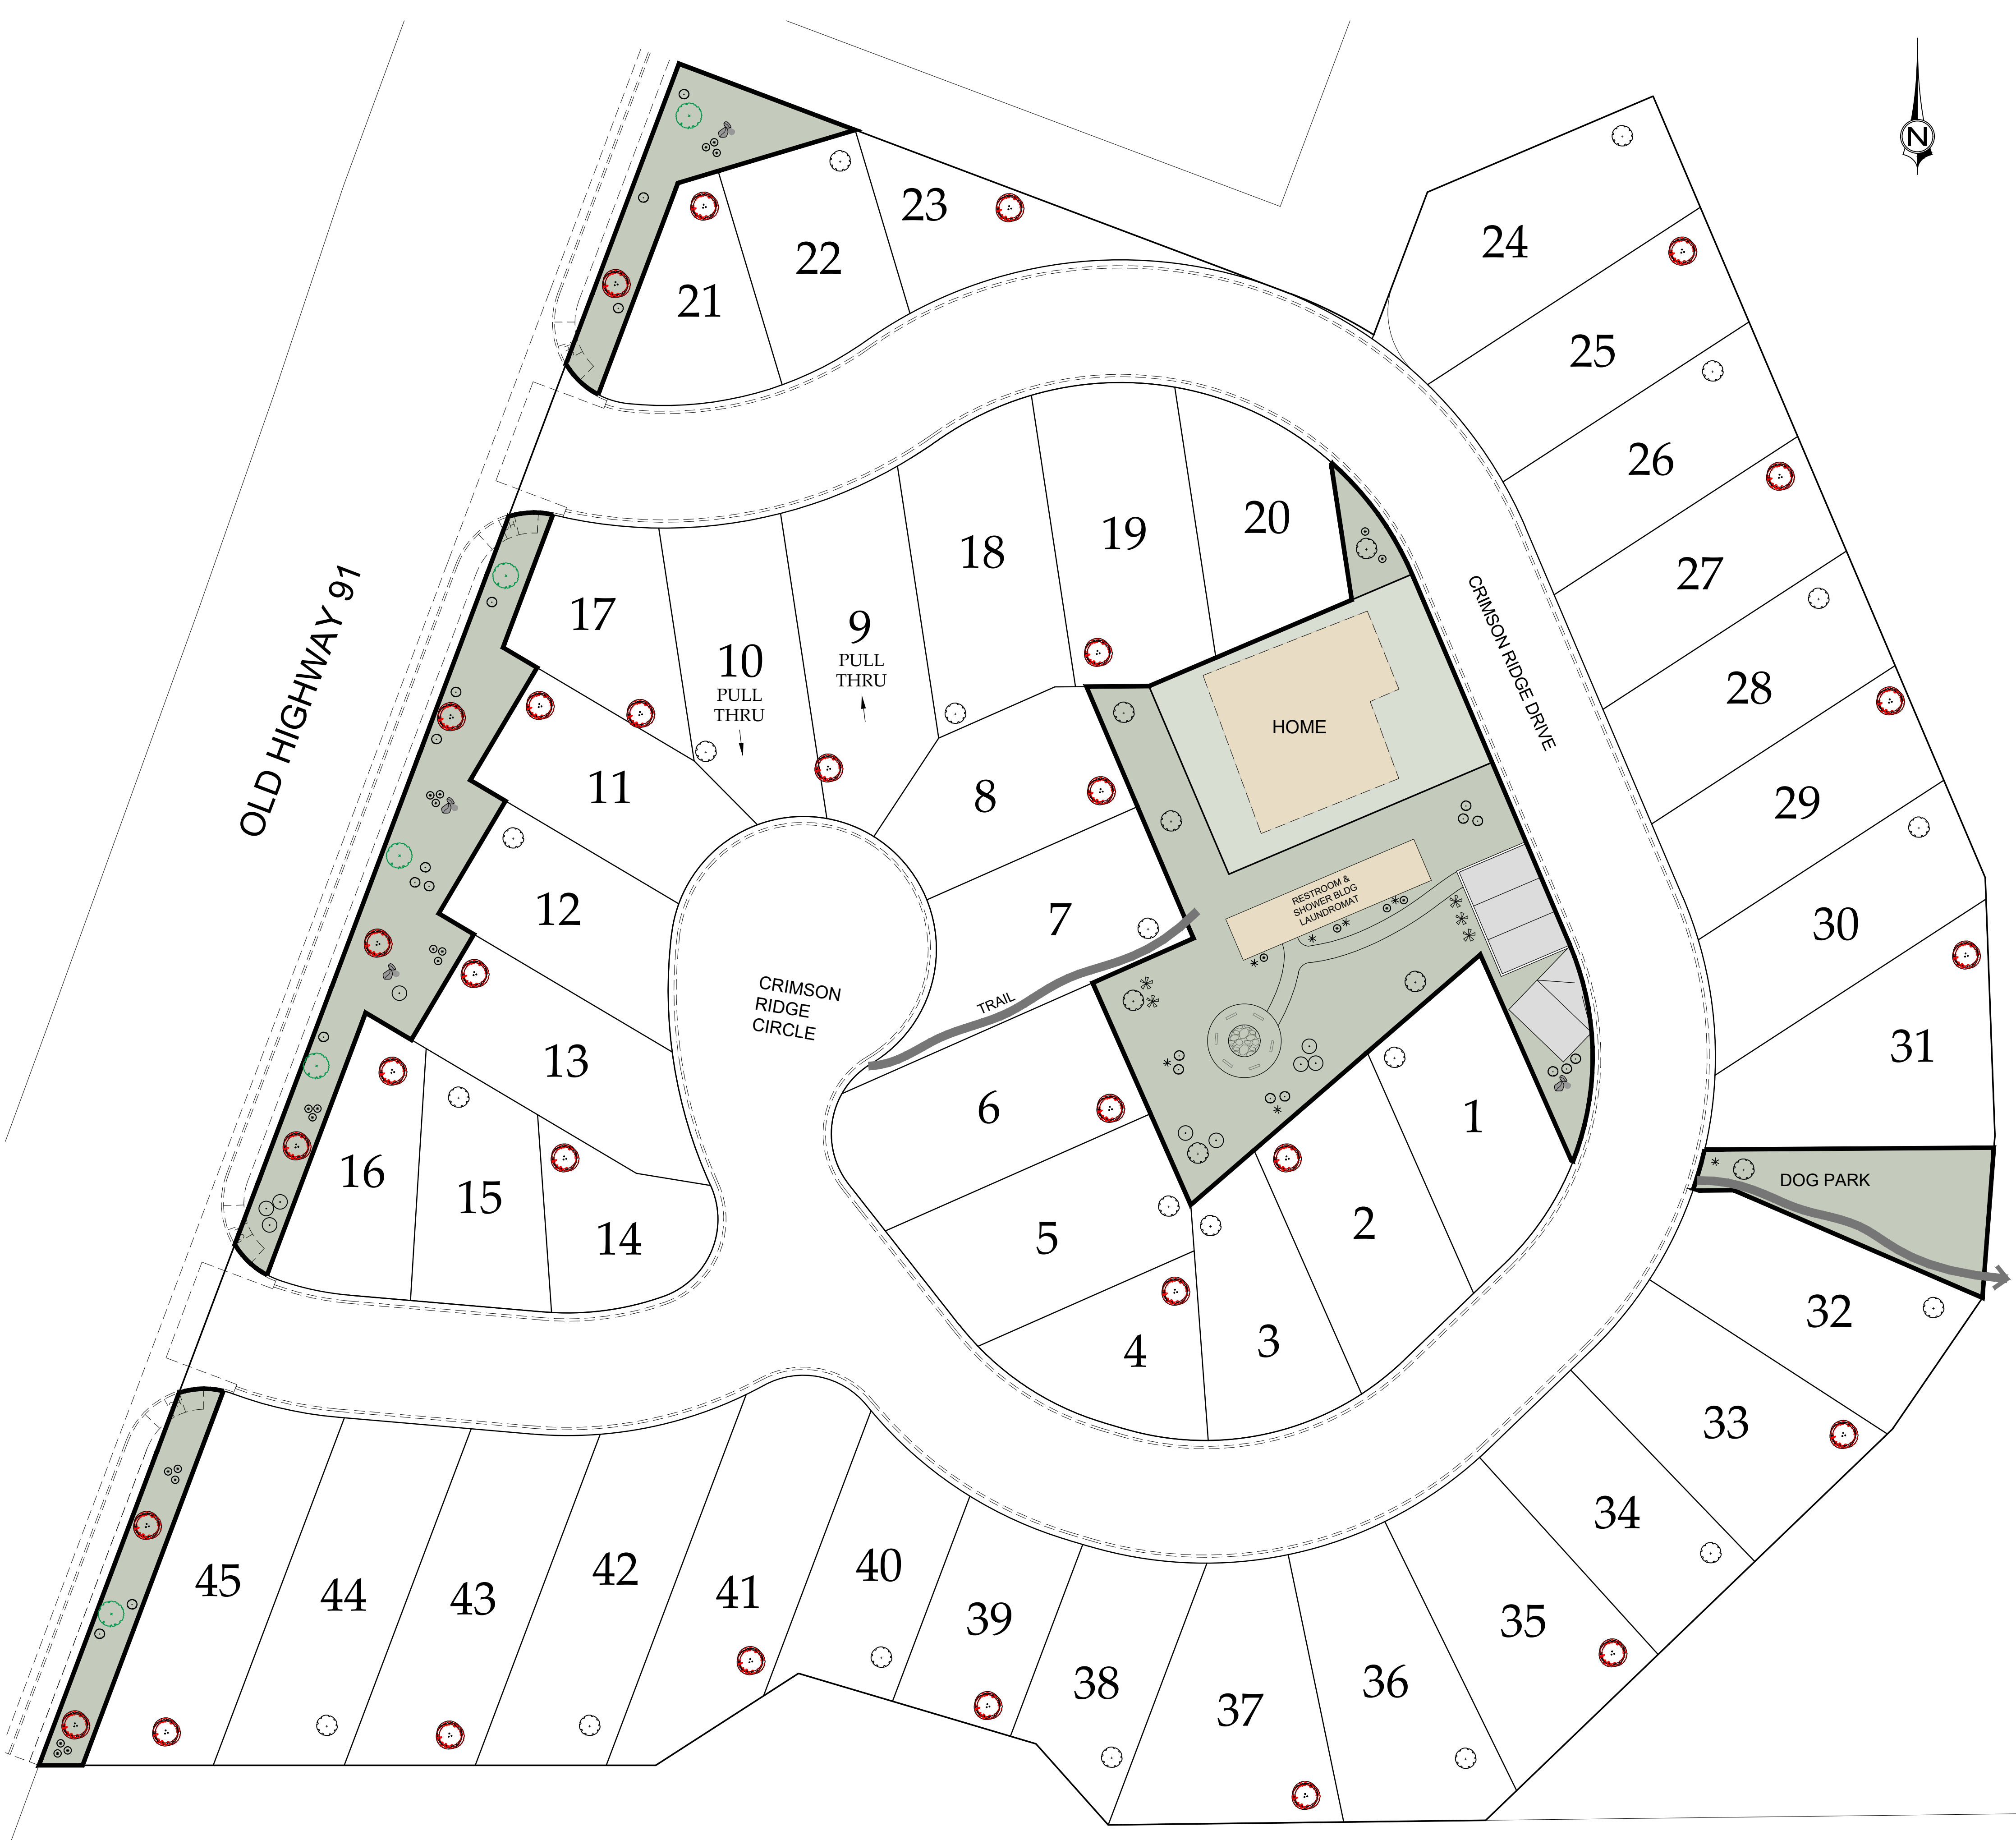 N
23
24
22
21
25
26
20
19
18
27
17
9
PULL
THRU
10
PULL
THRU
OLD HIGHWAY 91
CRIMSON RIDGE DRIVE
28
HOME
11
8
29
RESTROOM &
SHOWER BLDG
LAUNDROMAT
12
7
30
CRIMSON
RIDGE
CIRCLE
TRAIL
13
31
6
1
16
DOG PARK
15
14
5
2
32
4
3
33
34
45
44
43
42
41
40
39
38
37
36
35